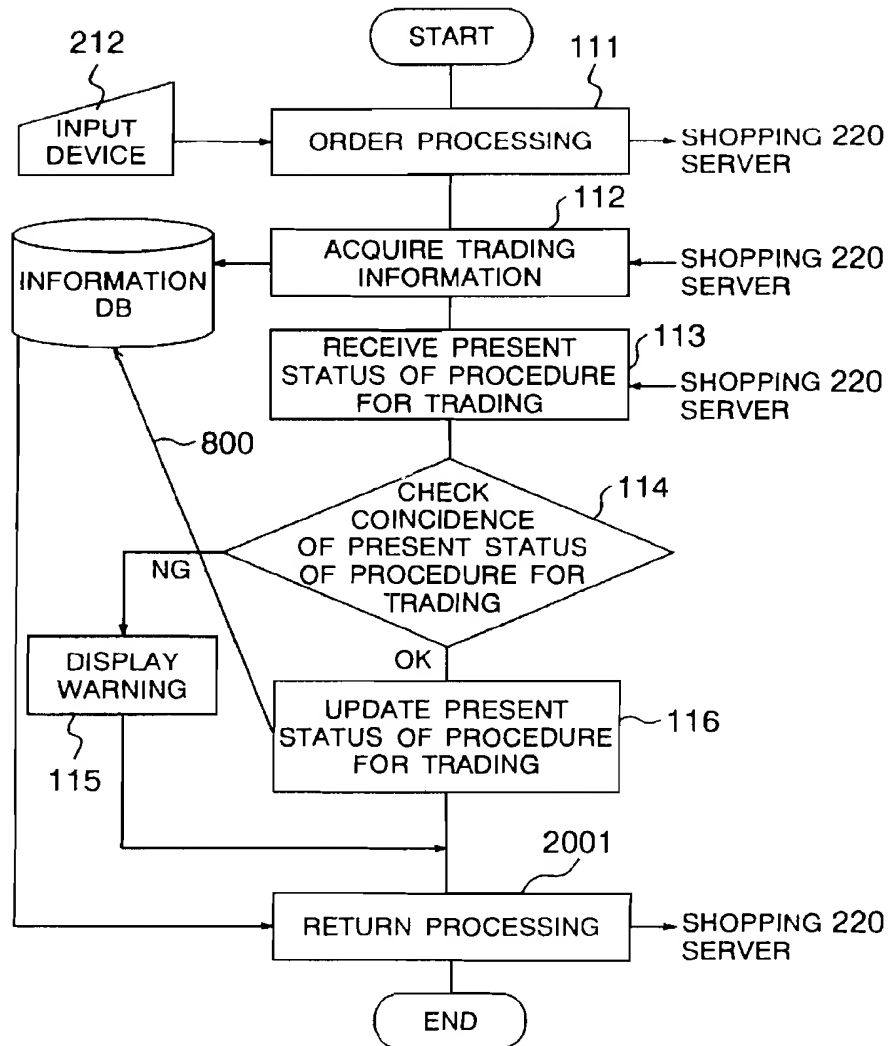 START
212
111
INPUT
DEVICE
ORDER PROCESSING
SHOPPING 220
SERVER
112
INFORMATION
DB
ACQUIRE TRADING
INFORMATION
SHOPPING 220
SERVER
RECEIVE PRESENT
STATUS OF PROCEDURE
FOR TRADING
113
SHOPPING 220
SERVER
800
CHECK
COINCIDENCE
OF PRESENT STATUS
OF PROCEDURE FOR
TRADING
114
NG
OK
DISPLAY
WARNING
115
UPDATE PRESENT
STATUS OF PROCEDURE
FOR TRADING
116
2001
RETURN PROCESSING
SHOPPING 220
SERVER
END